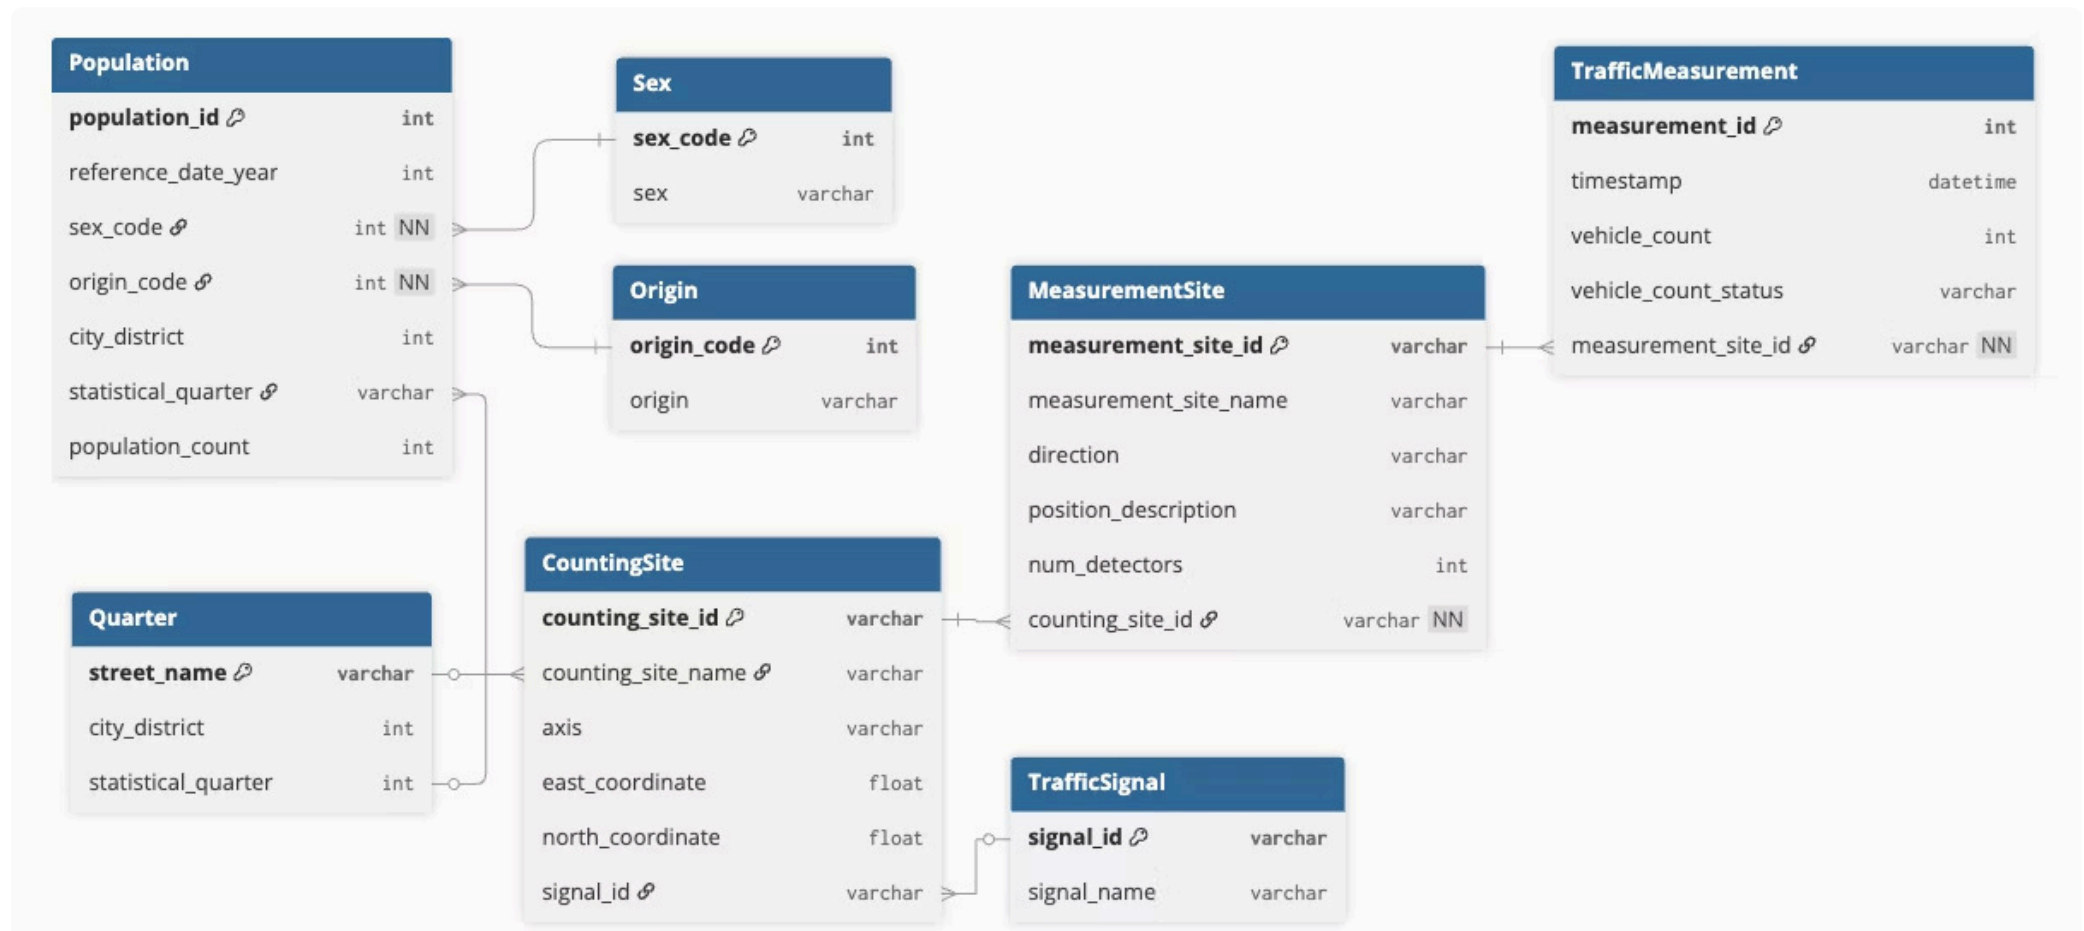 Population
population_id int
reference_date_year int
sex_code int NN
origin_code int NN
city_district int
statistical_quarter varchar
population_count int
Sex
sex_code int
sex varchar
Origin
origin_code int
origin varchar
MeasurementSite
measurement_site_id varchar
measurement_site_name varchar
direction varchar
position_description varchar
num_detectors int
counting_site_id varchar NN
TrafficMeasurement
measurement_id int
timestamp datetime
vehicle_count int
vehicle_count_status varchar
measurement_site_id varchar NN
Quarter
street_name varchar
city_district int
statistical_quarter int
CountingSite
counting_site_id varchar
counting_site_name varchar
axis varchar
east_coordinate float
north_coordinate float
signal_id varchar
TrafficSignal
signal_id varchar
signal_name varchar